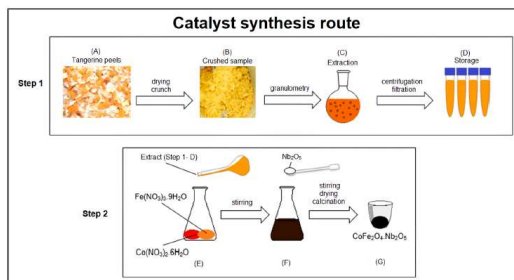 Catalyst synthesis route
Step 1
(A)
Tangerine peels
drying
crunch
(B)
Crushed sample
granulometry
(C)
Extraction
centrifugation
filtration
(D)
Storage
Step 2
Extract (Step 1- D)
Fe(NO₃)₃.9H₂O
Co(NO₃)₂.6H₂O
(E)
stirring
Nb₂O₅
(F)
stirring
drying
calcination
CoFe₂O₄.Nb₂O₅
(G)